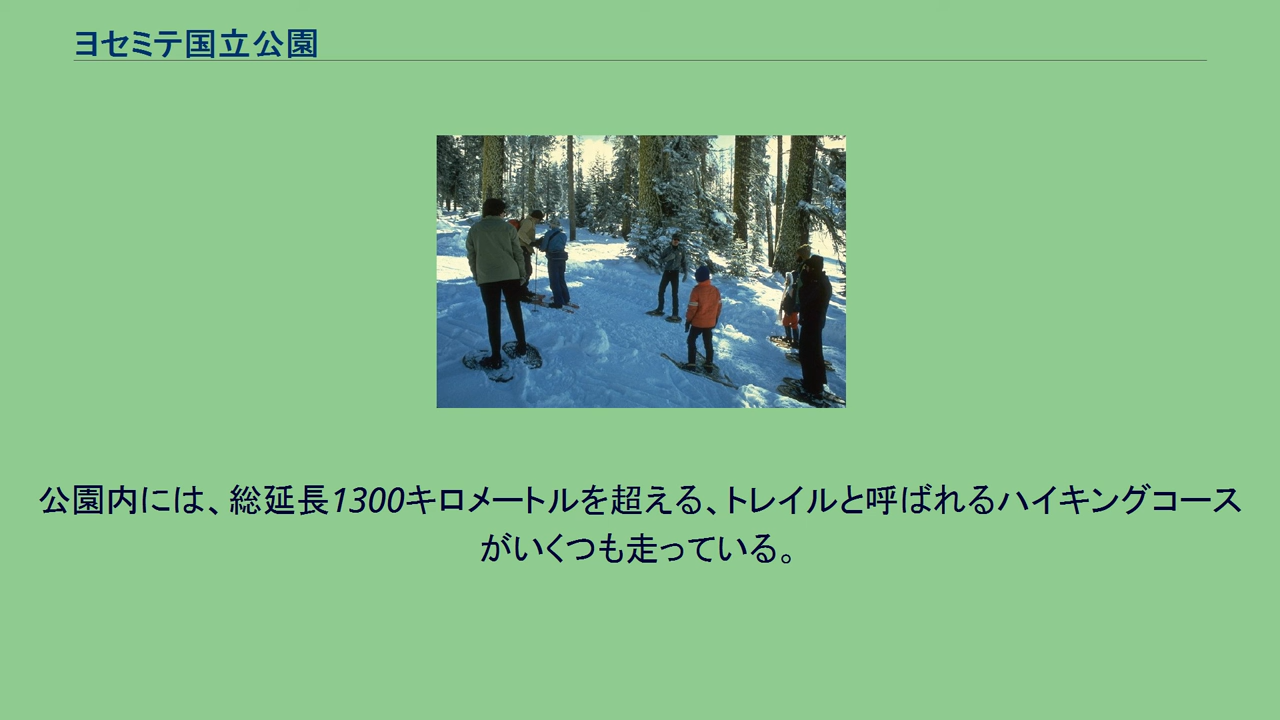 ヨセミテ国立公園
公園内には、総延長1300キロメートルを超える、トレイルと呼ばれるハイキングコース
がいくつも走っている。